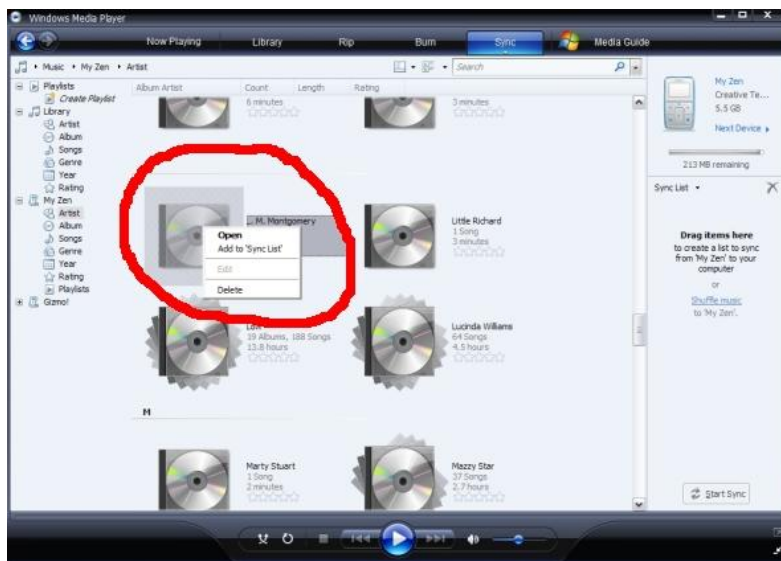 Windows Media Player
Now Playing
Library
Rip
Burn
Sync
Media Guide
Music • My Zen • Artist
Search
Playlists
Create Playlist
Library
Artist
Album
Songs
Genre
Year
Rating
My Zen
Artist
Album
Songs
Genre
Year
Rating
Playlists
Gizmo!
Album Artist
Count
Length
Rating
6 minutes
3 minutes
M. Montgomery
Open
Add to 'Sync List'
Edit
Delete
Little Richard
1 Song
3 minutes
19 Albums, 188 Songs
13.8 hours
Lucinda Williams
64 Songs
4.5 hours
M
Marty Stuart
1 Song
2 minutes
Mazzy Star
37 Songs
2.7 hours
My Zen
Creative Te...
5.5 GB
Next Device
213 MB remaining
Sync List
Drag items here
to create a list to sync
from 'My Zen' to your
computer
or
Shuffle music
to 'My Zen'.
Start Sync